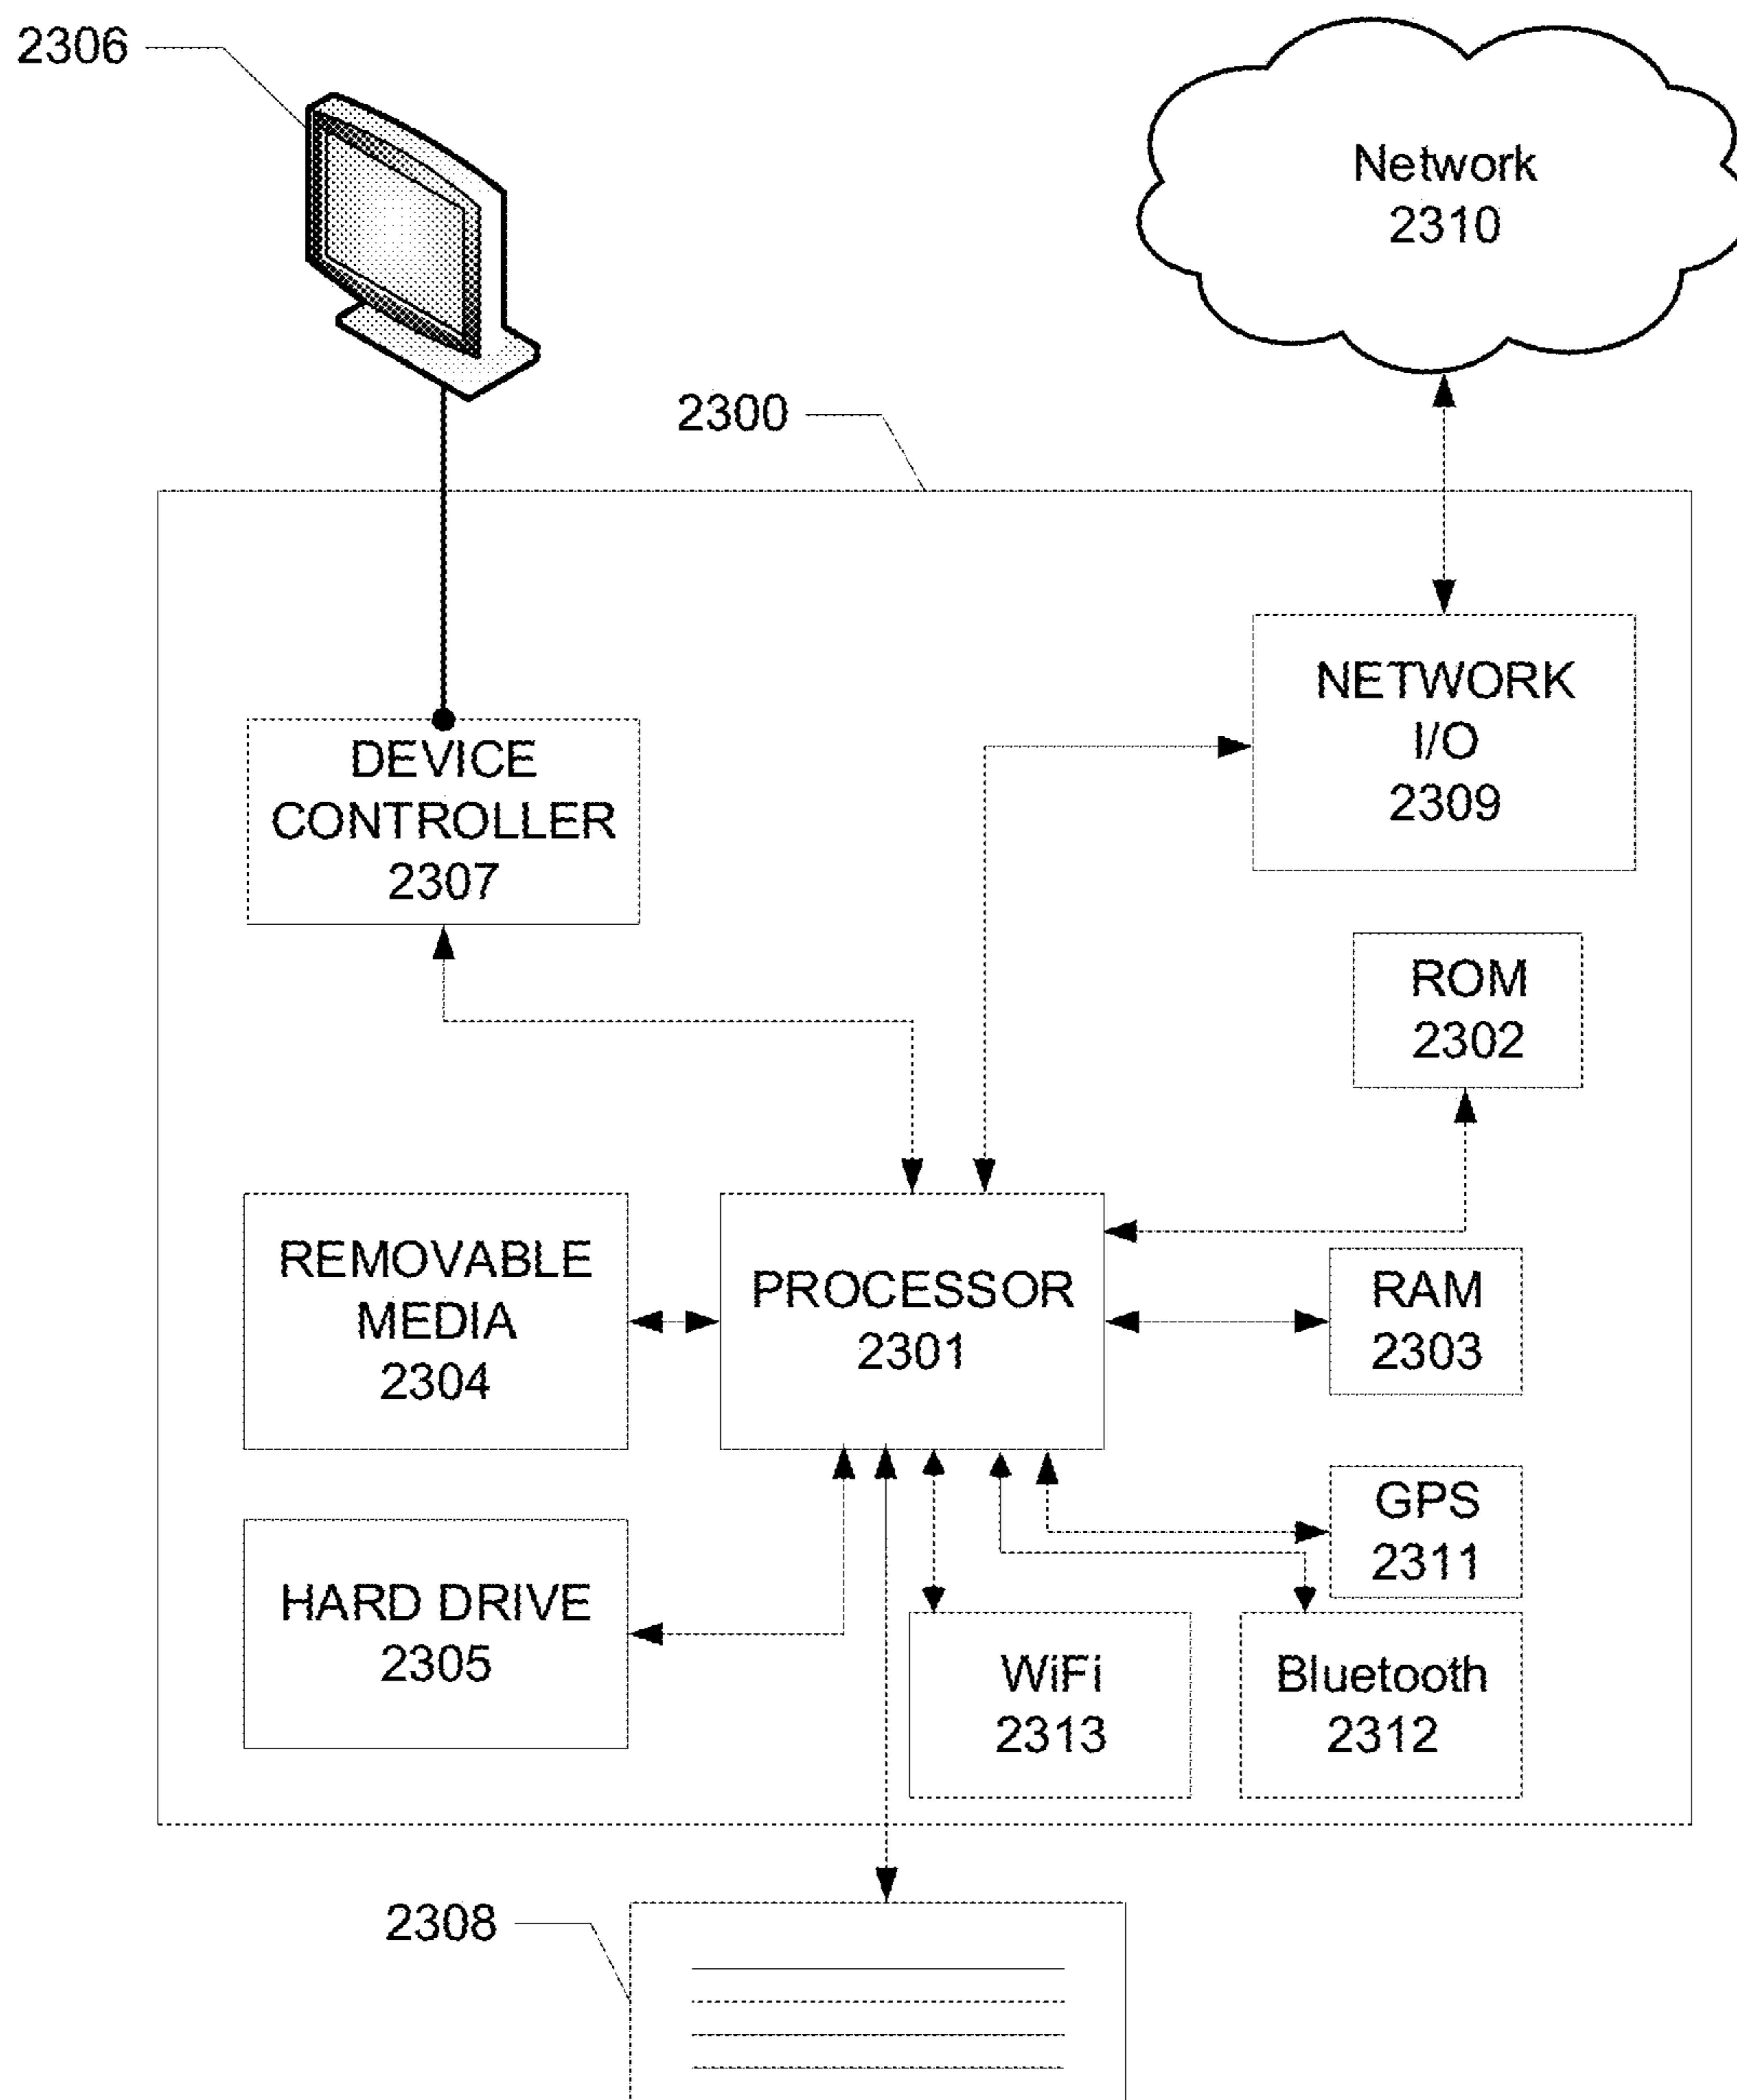 2306
Network
2310
2300
NETWORK
I/O
2309
DEVICE
CONTROLLER
2307
ROM
2302
REMOVABLE
MEDIA
2304
PROCESSOR
2301
RAM
2303
GPS
2311
HARD DRIVE
2305
WiFi
2313
Bluetooth
2312
2308